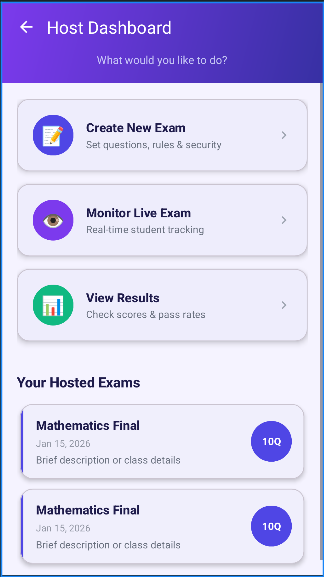 Host Dashboard
What would you like to do?
Create New Exam
Set questions, rules & security
Monitor Live Exam
Real-time student tracking
View Results
Check scores & pass rates
Your Hosted Exams
Mathematics Final
Jan 15, 2026
Brief description or class details
10Q
Mathematics Final
Jan 15, 2026
Brief description or class details
10Q